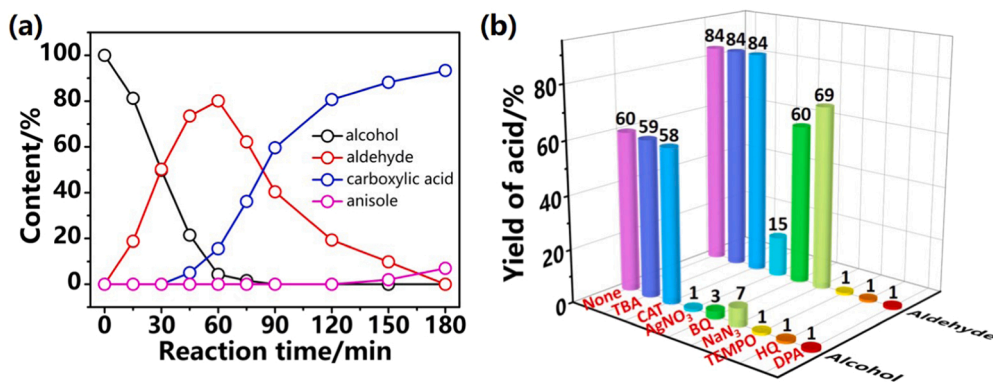 (a)
Content/%
100
80
60
40
20
0
alcohol
aldehyde
carboxylic acid
anisole
0 30 60 90 120 150 180
Reaction time/min
(b)
Yield of acid/%
80
60
40
20
0
84 84 84 15 60 69 1 1 1
60 59 58 1 3 7 1 1 1
None
TBA
CAT
AgNO₃
BQ
NaN₃
TEMPO
HQ
DPA
Aldehyde
Alcohol